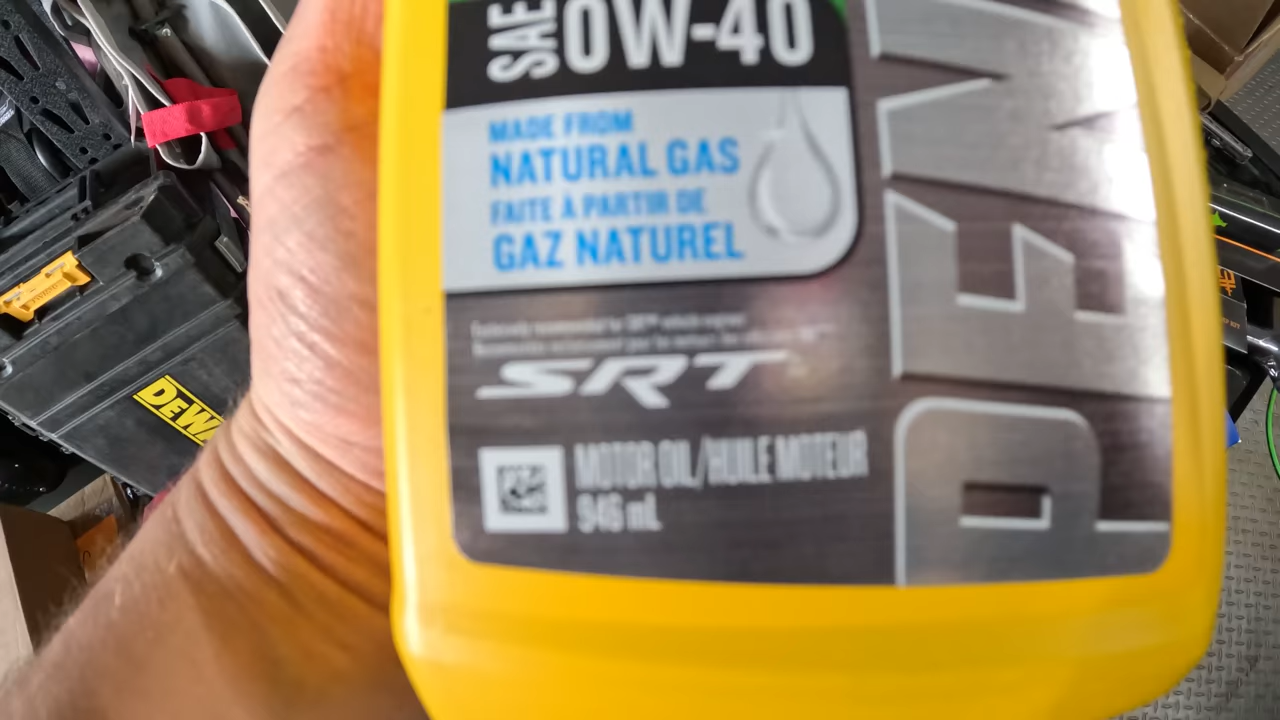 SAE 0W-40
MADE FROM
NATURAL GAS
FAITE À PARTIR DE
GAZ NATUREL
SRT
MOTOR OIL/HUILE MOTEUR
946 mL
PEN
DEWA